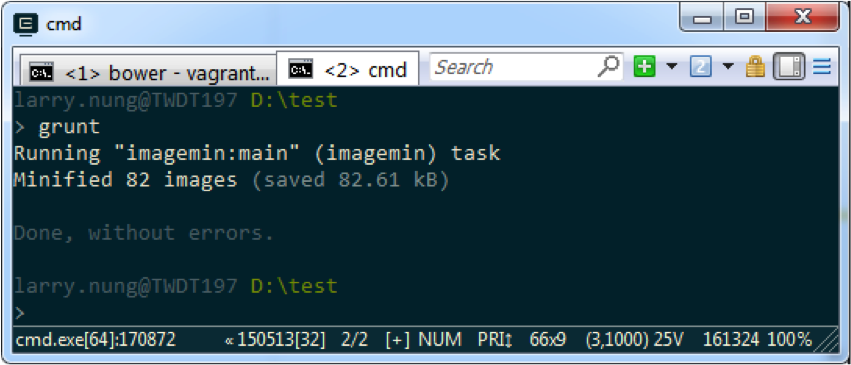 cmd
<1> bower - vagrant... <2> cmd Search
larry.nung@TWDT197 D:\test
> grunt
Running "imagemin:main" (imagemin) task
Minified 82 images (saved 82.61 kB)
Done, without errors.
larry.nung@TWDT197 D:\test
>
cmd.exe[64]:170872 «150513[32] 2/2 [+] NUM PRI↕ 66x9 (3,1000) 25V 161324 100%